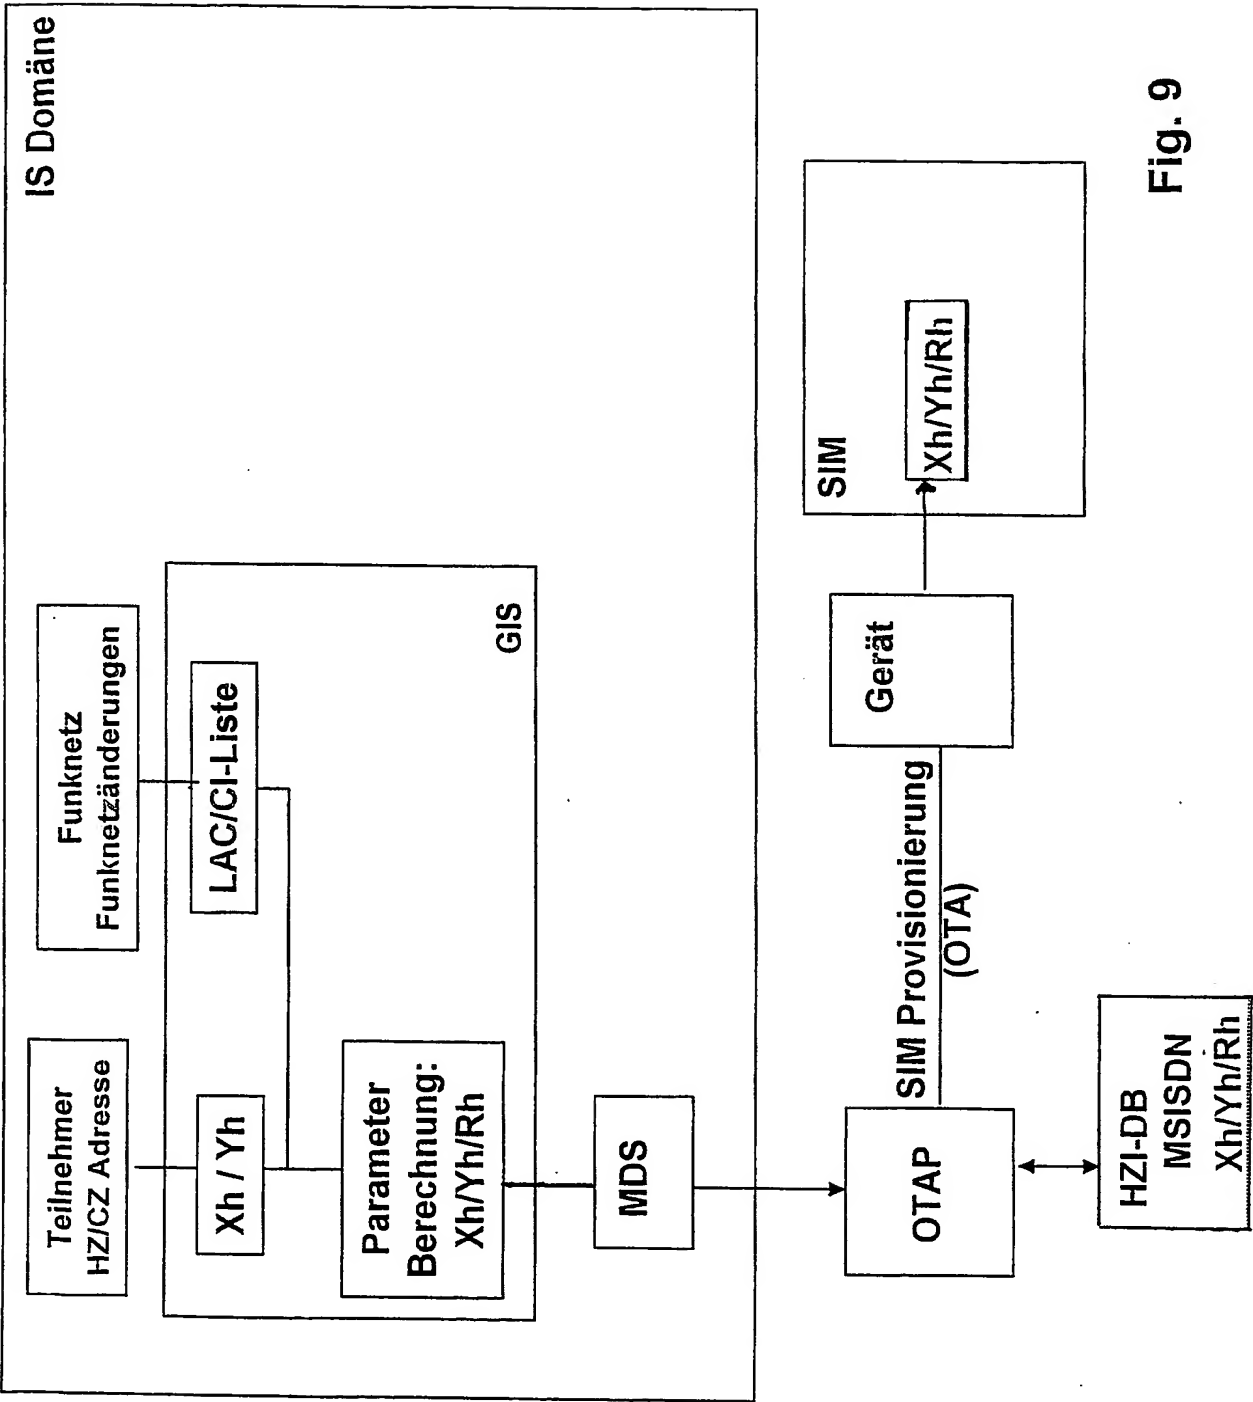 IS Domäne
Teilnehmer
HZ/CZ Adresse
Funknetz
Funknetzänderungen
Xh / Yh
LAC/CI-Liste
Parameter
Berechnung:
Xh/Yh/Rh
GIS
MDS
OTAP
SIM Provisionierung
(OTA)
Gerät
SIM
Xh/Yh/Rh
HZI-DB
MSISDN
Xh/Yh/Rh
Fig. 9